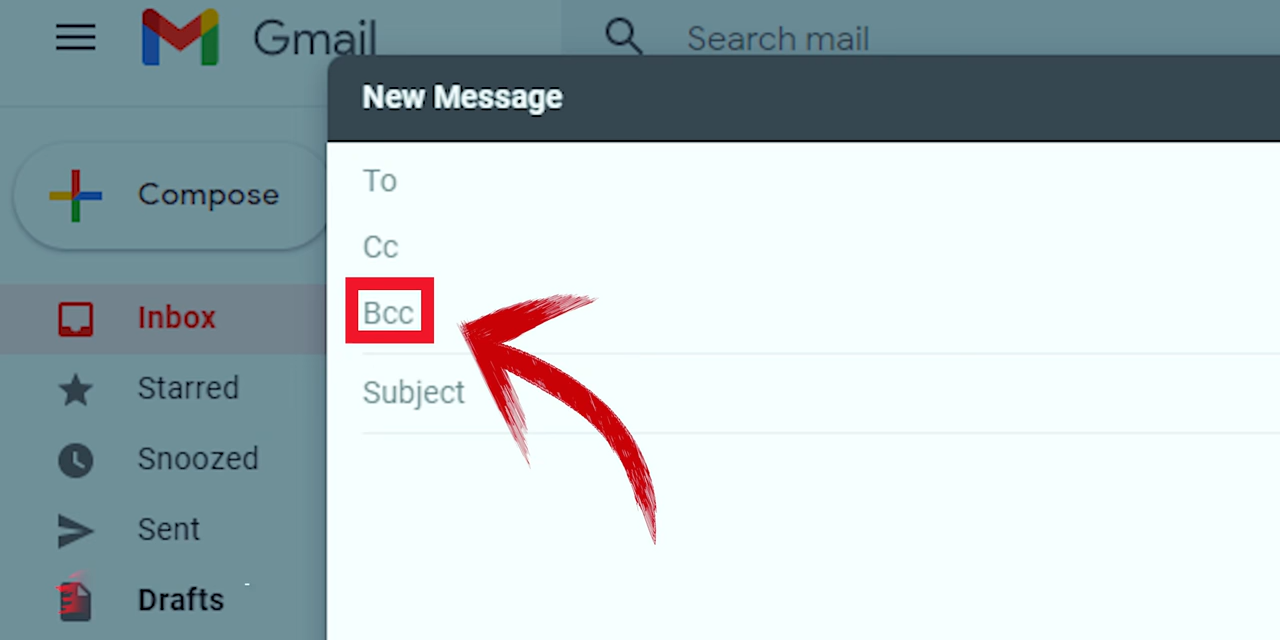 Gmail
Search mail
New Message
Compose
To
Cc
Bcc
Subject
Inbox
Starred
Snoozed
Sent
Drafts